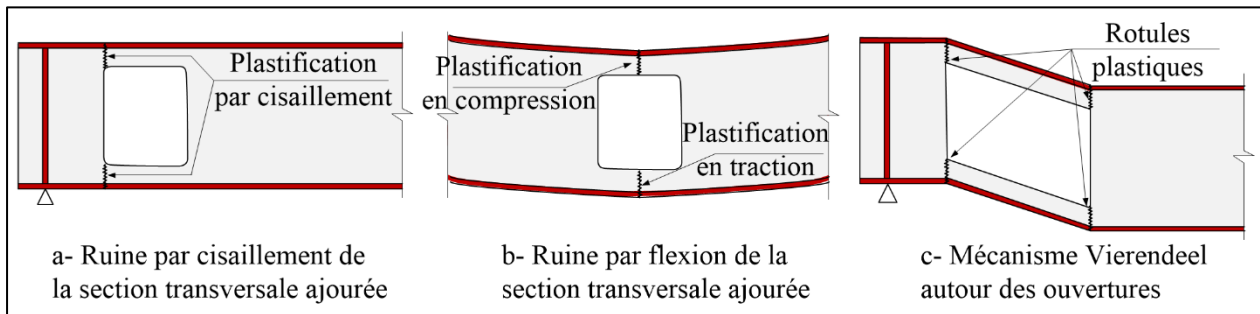 Plastification
par cisaillement
a- Ruine par cisaillement de
la section transversale ajourée
Plastification
en compression
Plastification
en traction
b- Ruine par flexion de la
section transversale ajourée
Rotules
plastiques
c- Mécanisme Vierendeel
autour des ouvertures